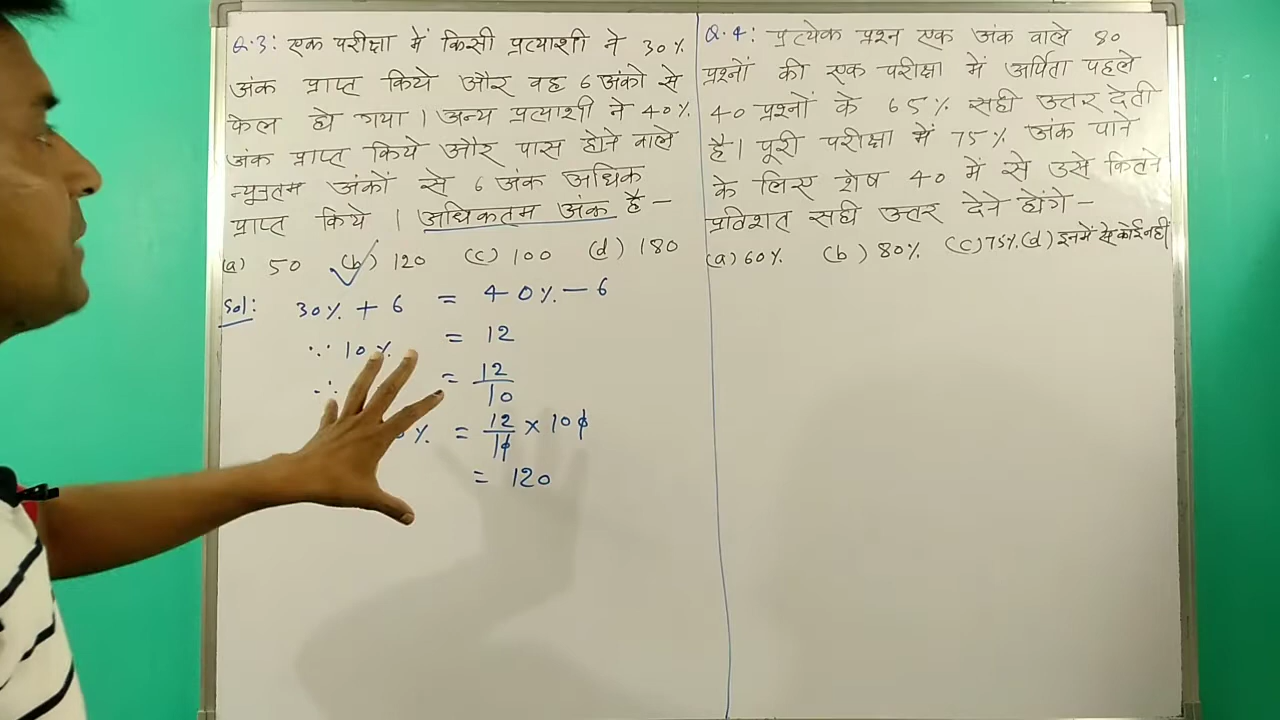 Q.3: एक परीक्षा में किसी प्रत्याशी ने 30%
अंक प्राप्त किये और वह 6 अंको से
फेल हो गया। अन्य प्रत्याशी ने 40%
अंक प्राप्त किये और पास होने वाले
न्यूनतम अंकों से 6 अंक अधिक
प्राप्त किये। अधिकतम अंक है –
(a) 50 (b) 120 (c) 100 (d) 180
Sol: 30% + 6 = 40% – 6
∵ 10% = 12
∴ = 12/10
% = 12/10 × 100
= 120
Q.4: प्रत्येक प्रश्न एक अंक वाले 80
प्रश्नों की एक परीक्षा में अर्पिता पहले
40 प्रश्नों के 65% सही उत्तर देती
है। पूरी परीक्षा में 75% अंक पाने
के लिए शेष 40 में से उसे कितने
प्रतिशत सही उत्तर देने होंगे –
(a) 60% (b) 80% (c) 75% (d) इनमें से कोई नहीं